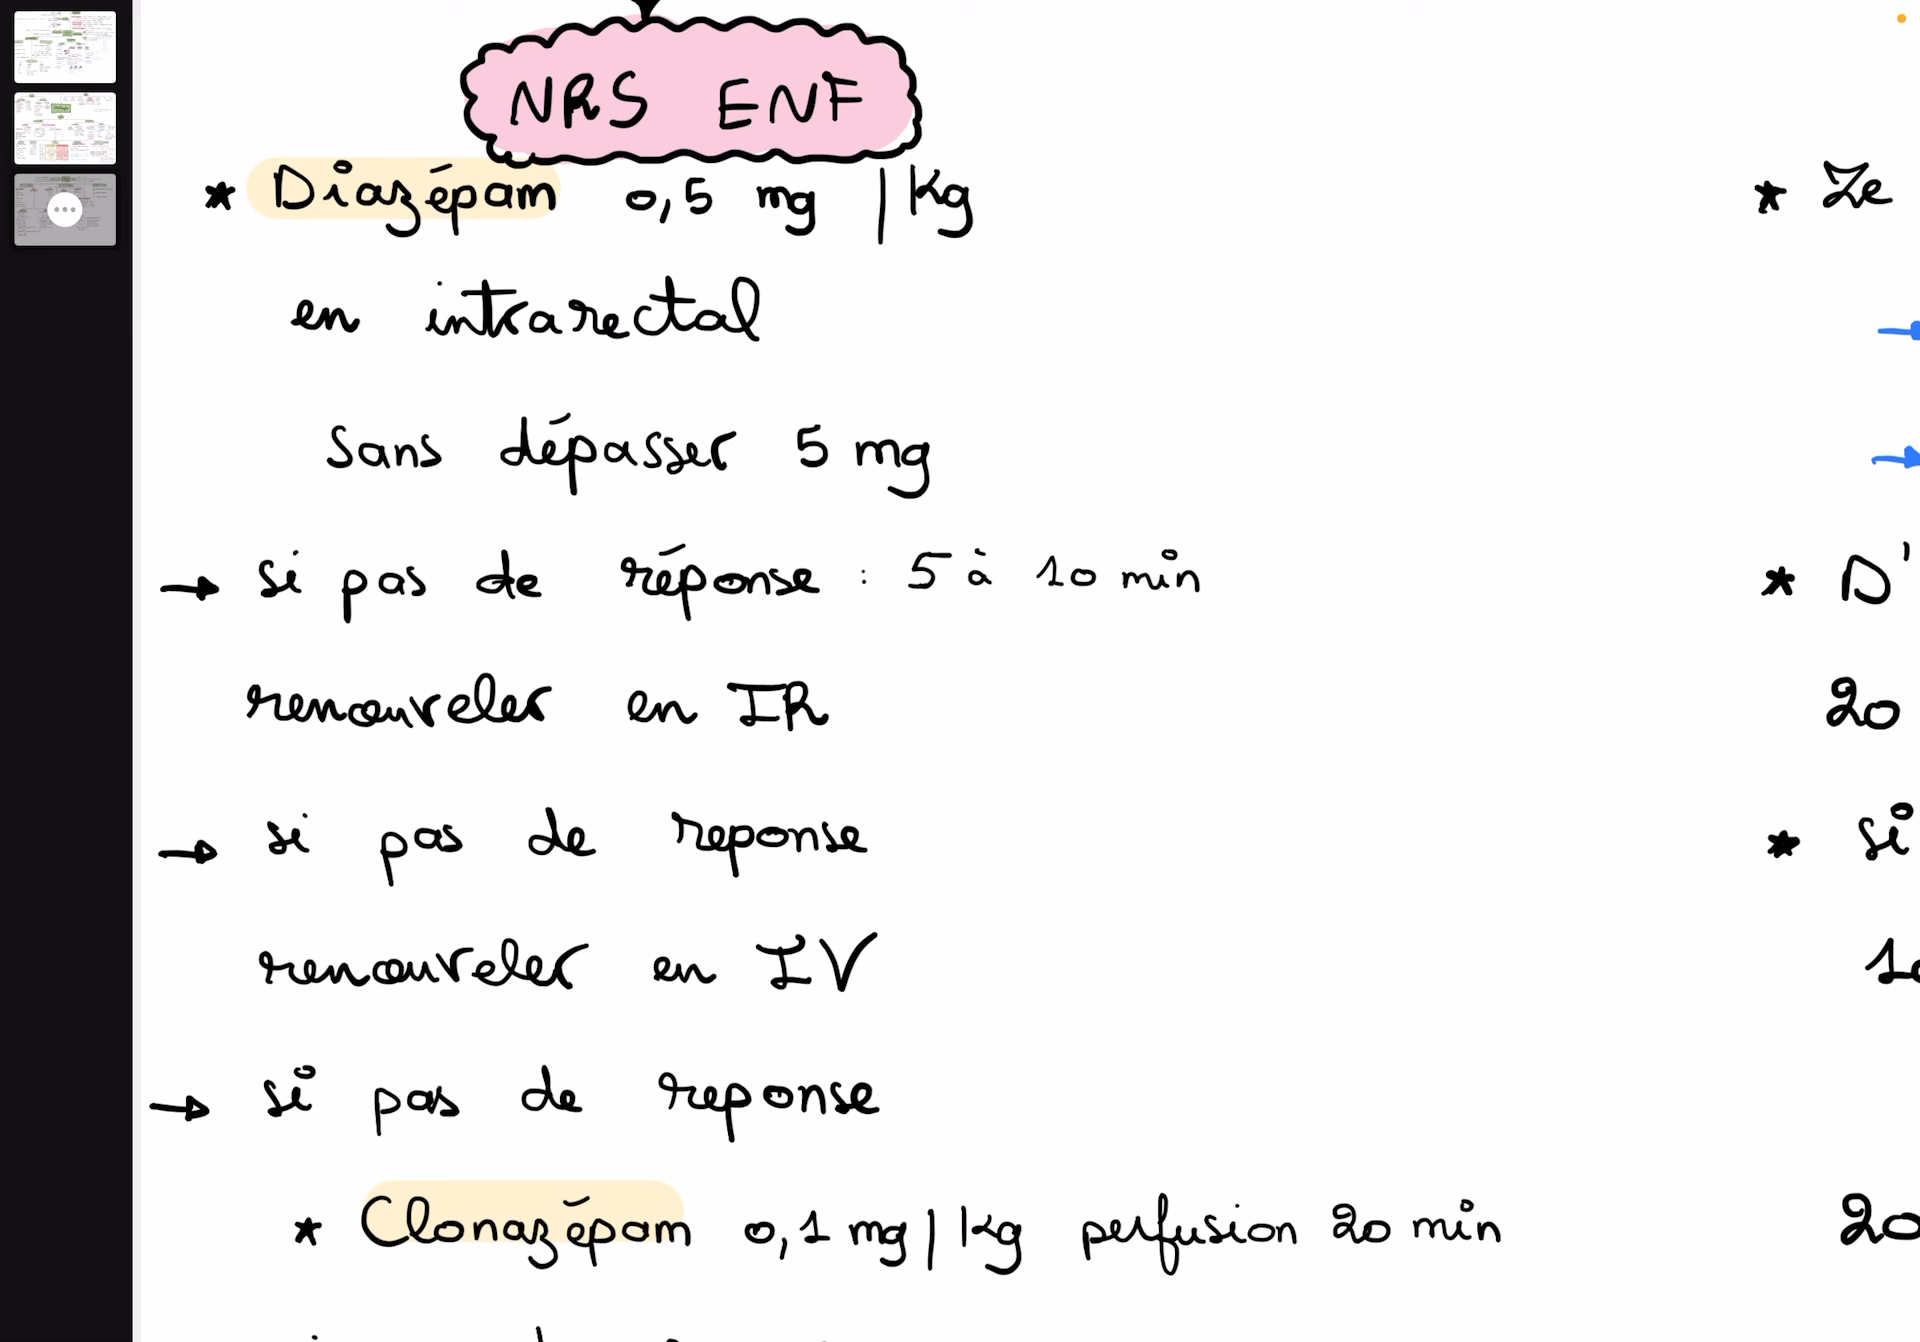 NRS ENF
* Diazépam 0,5 mg | Kg
en intrarectal
Sans dépasser 5 mg
→ si pas de réponse : 5 à 10 min
renouveler en IR
→ si pas de reponse
renouveler en IV
→ si pas de reponse
* Clonazépam 0,1 mg | kg perfusion 20 min
* Ze
→
→
* D'
20
* si
20